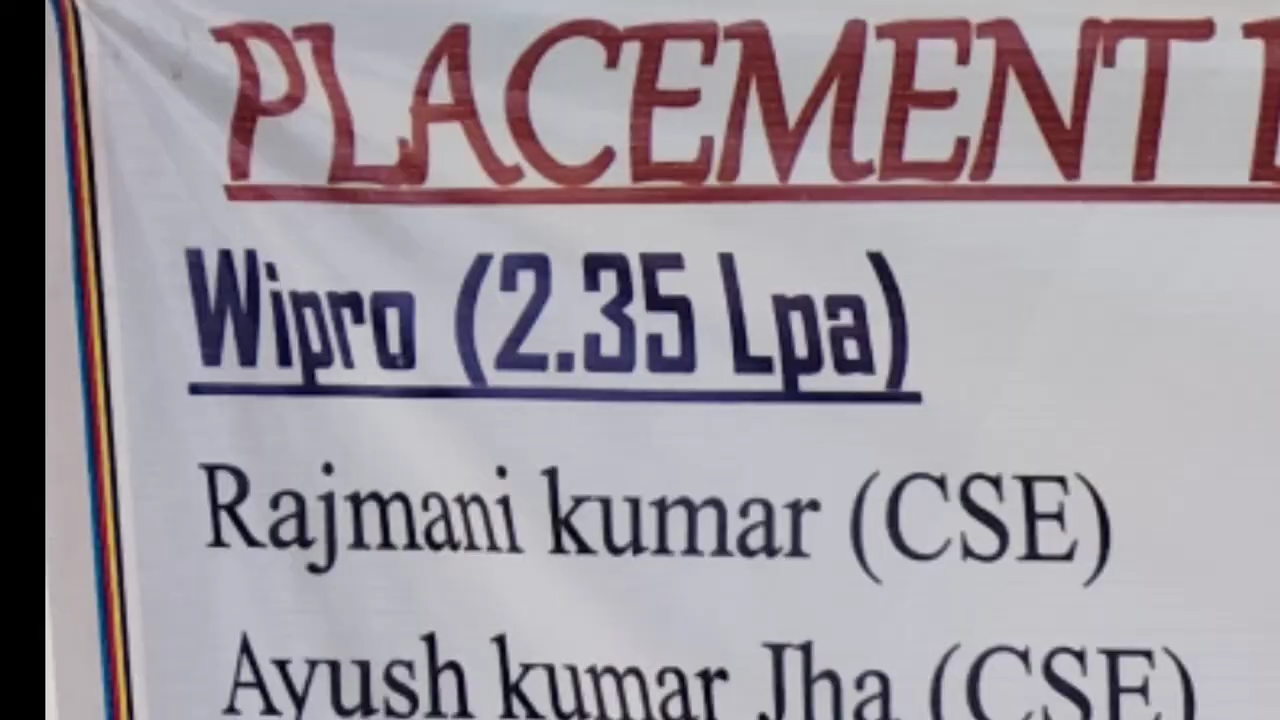 PLACEMENT
Wipro (2.35 Lpa)
Rajmani kumar (CSE)
Ayush kumar Jha (CSE)